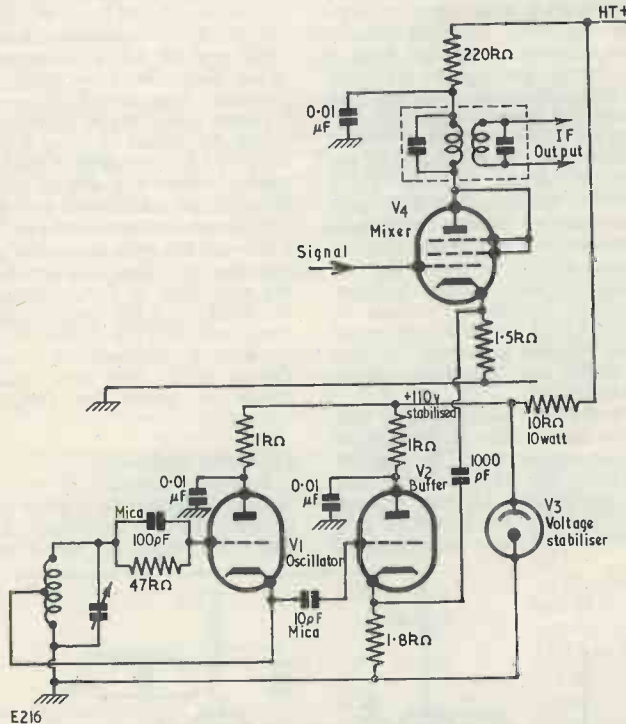 HT+
220kΩ
0·01
μF
IF
Output
V4
Mixer
Signal
1·5kΩ
+110v
stabilised
10kΩ
10watt
1kΩ
1kΩ
1000
pF
0·01
μF
0·01
μF
V2
Buffer
V3
Voltage
stabiliser
Mica
100pF
V1
Oscillator
47kΩ
10pF
Mica
1·8kΩ
E216